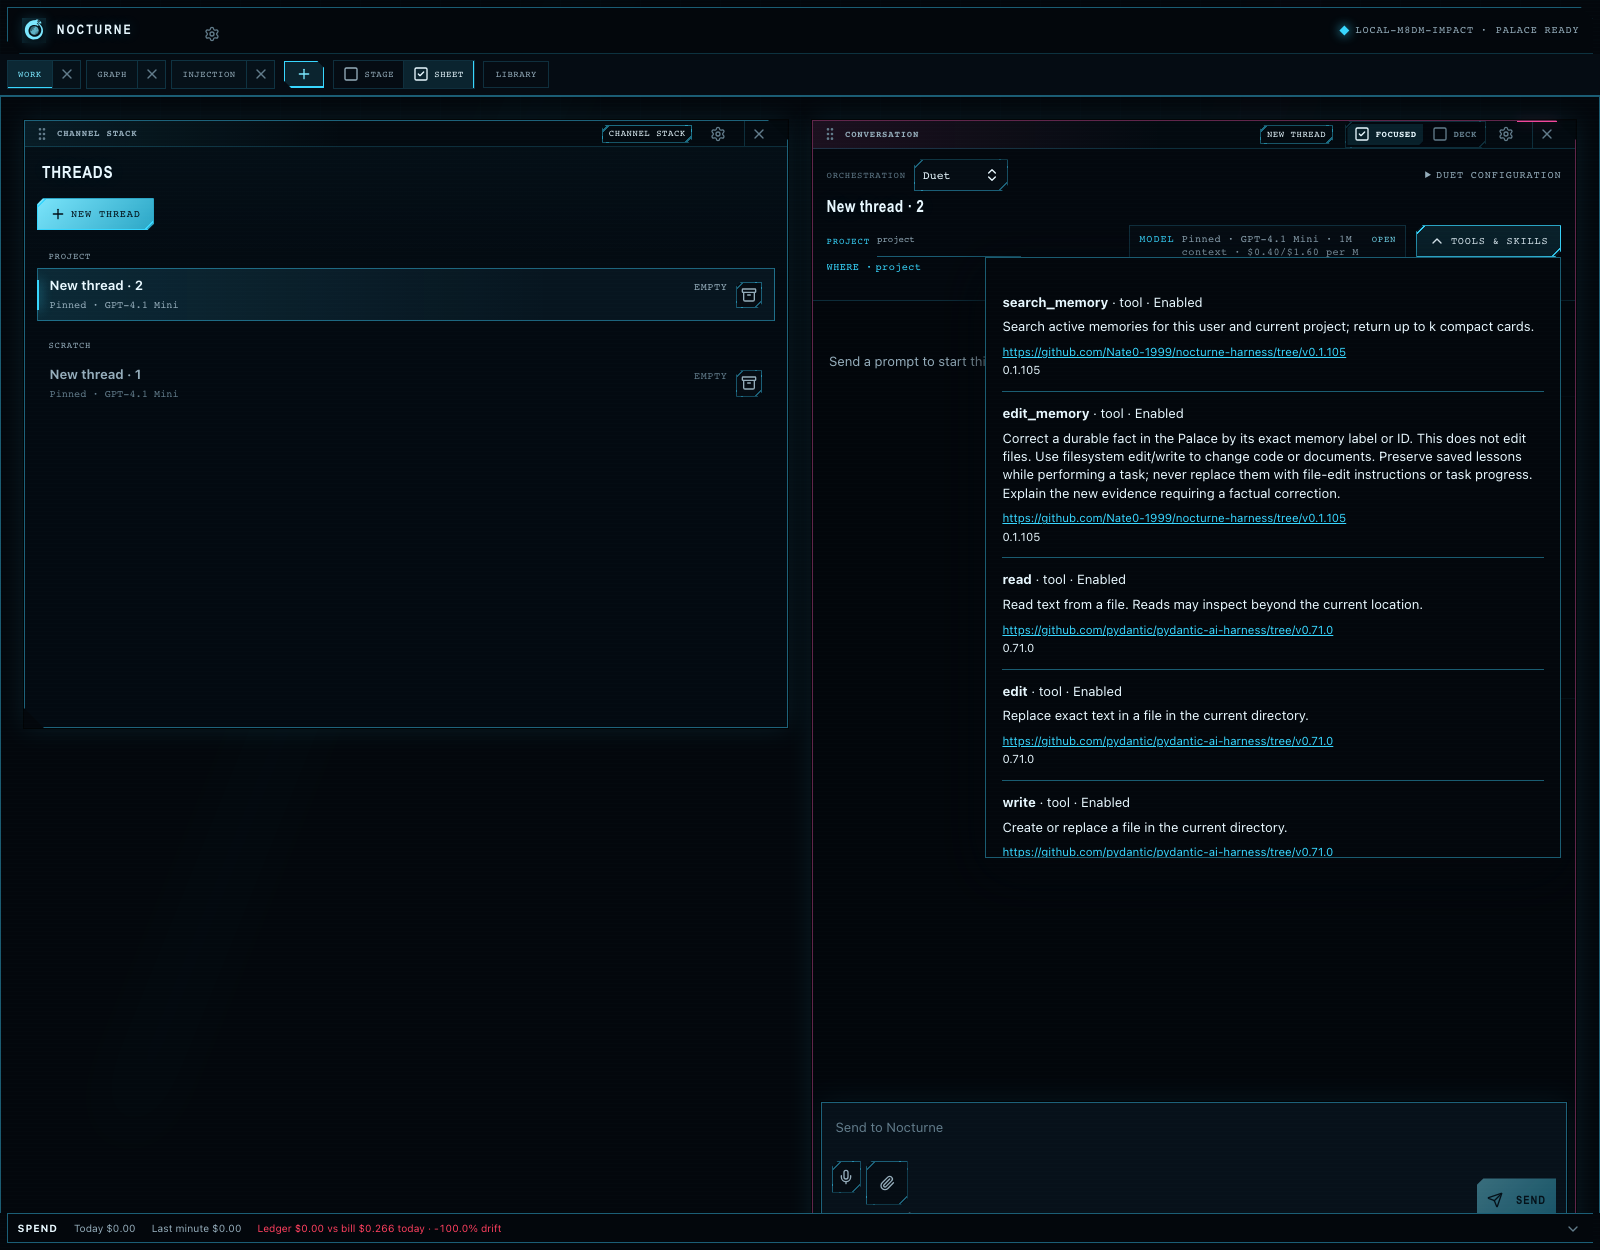 NOCTURNE
LOCAL-M8DM-IMPACT · PALACE READY
WORK
GRAPH
INJECTION
STAGE
SHEET
LIBRARY
CHANNEL STACK
CHANNEL STACK
THREADS
NEW THREAD
PROJECT
New thread · 2
EMPTY
Pinned · GPT-4.1 Mini
SCRATCH
New thread · 1
EMPTY
Pinned · GPT-4.1 Mini
CONVERSATION
NEW THREAD
FOCUSED
DECK
ORCHESTRATION
Duet
DUET CONFIGURATION
New thread · 2
PROJECT project
MODEL Pinned · GPT-4.1 Mini · 1M
context · $0.40/$1.60 per M
OPEN
TOOLS & SKILLS
WHERE · project
Send a prompt to start thi
search_memory · tool · Enabled
Search active memories for this user and current project; return up to k compact cards.
https://github.com/Nate0-1999/nocturne-harness/tree/v0.1.105
0.1.105
edit_memory · tool · Enabled
Correct a durable fact in the Palace by its exact memory label or ID. This does not edit
files. Use filesystem edit/write to change code or documents. Preserve saved lessons
while performing a task; never replace them with file-edit instructions or task progress.
Explain the new evidence requiring a factual correction.
https://github.com/Nate0-1999/nocturne-harness/tree/v0.1.105
0.1.105
read · tool · Enabled
Read text from a file. Reads may inspect beyond the current location.
https://github.com/pydantic/pydantic-ai-harness/tree/v0.71.0
0.71.0
edit · tool · Enabled
Replace exact text in a file in the current directory.
https://github.com/pydantic/pydantic-ai-harness/tree/v0.71.0
0.71.0
write · tool · Enabled
Create or replace a file in the current directory.
https://github.com/pydantic/pydantic-ai-harness/tree/v0.71.0
Send to Nocturne
SEND
SPEND Today $0.00 Last minute $0.00 Ledger $0.00 vs bill $0.266 today · -100.0% drift